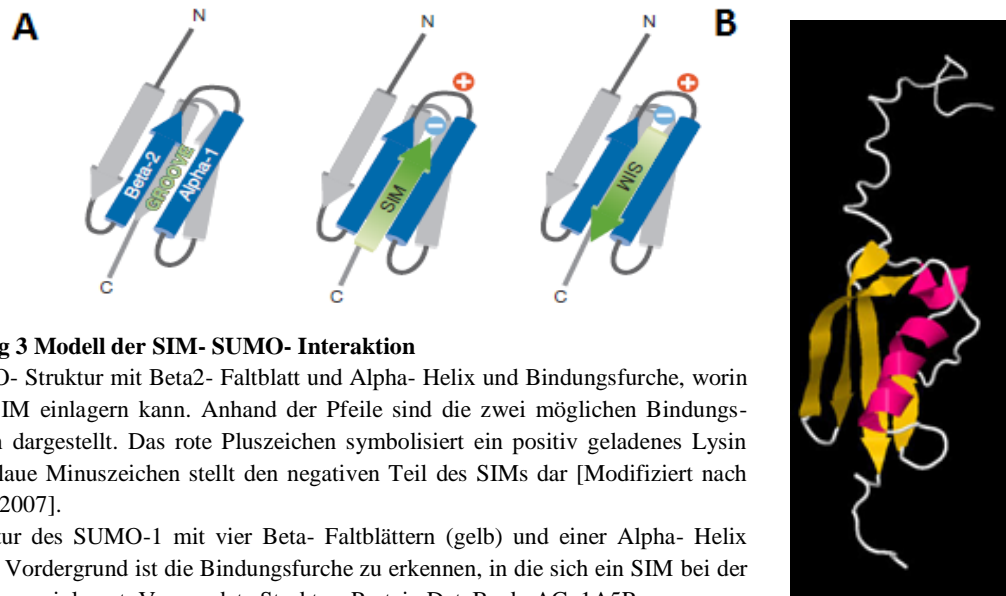 A
B
N
Beta-2
GROOVE
Alpha-1
C
N
SIM
C
N
SIM
C
g 3 Modell der SIM- SUMO- Interaktion
O- Struktur mit Beta2- Faltblatt und Alpha- Helix und Bindungsfurche, worin
IM einlagern kann. Anhand der Pfeile sind die zwei möglichen Bindungs-
dargestellt. Das rote Pluszeichen symbolisiert ein positiv geladenes Lysin
laue Minuszeichen stellt den negativen Teil des SIMs dar [Modifiziert nach
2007].
tur des SUMO-1 mit vier Beta- Faltblättern (gelb) und einer Alpha- Helix
Vordergrund ist die Bindungsfurche zu erkennen, in die sich ein SIM bei der